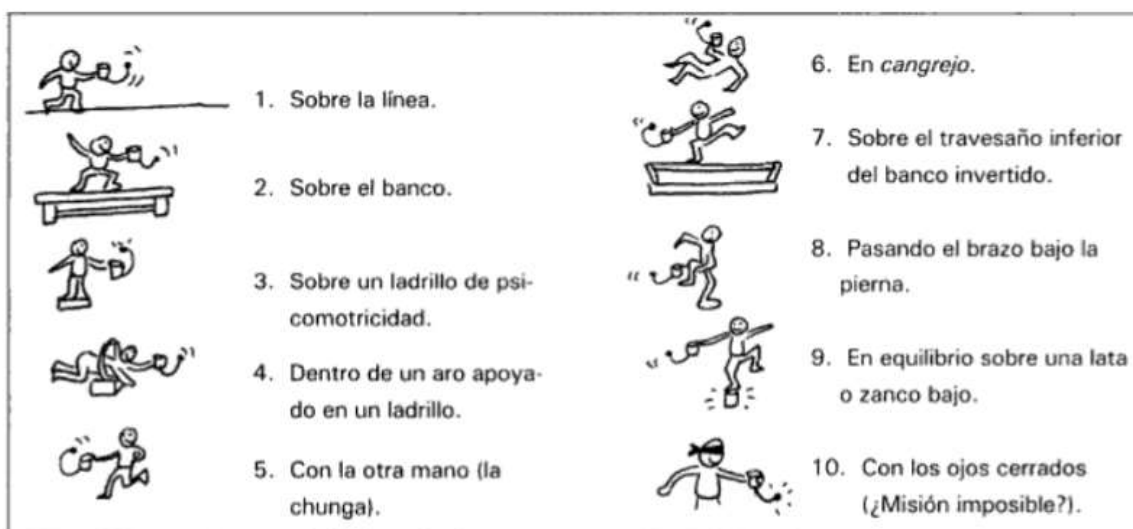 1. Sobre la línea.
2. Sobre el banco.
3. Sobre un ladrillo de psi-
comotricidad.
4. Dentro de un aro apoya-
do en un ladrillo.
5. Con la otra mano (la
chunga).
6. En cangrejo.
7. Sobre el travesaño inferior
del banco invertido.
8. Pasando el brazo bajo la
pierna.
9. En equilibrio sobre una lata
o zanco bajo.
10. Con los ojos cerrados
(¿Misión imposible?).